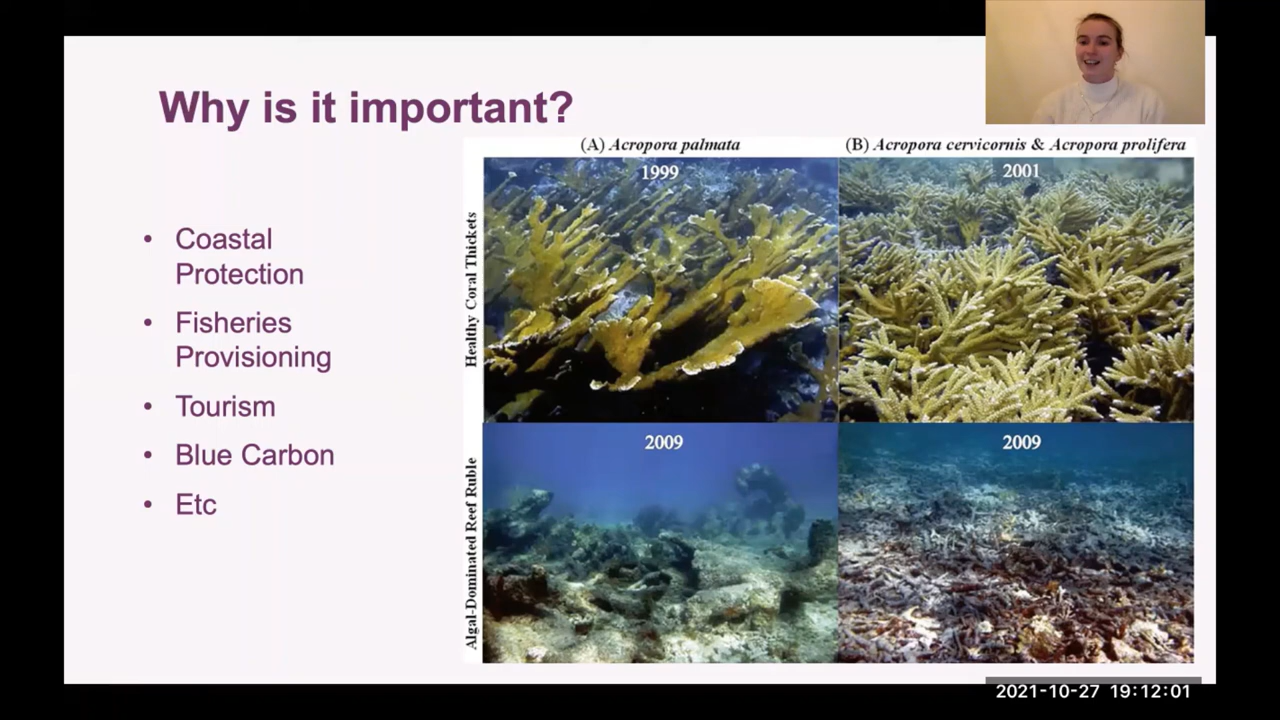 Why is it important?
(A) Acropora palmata
(B) Acropora cervicornis & Acropora prolifera
1999
2001
Healthy Coral Thickets
• Coastal
Protection
• Fisheries
Provisioning
• Tourism
• Blue Carbon
• Etc
2009
2009
Algal-Dominated Reef Ruble
2021-10-27 19:12:01